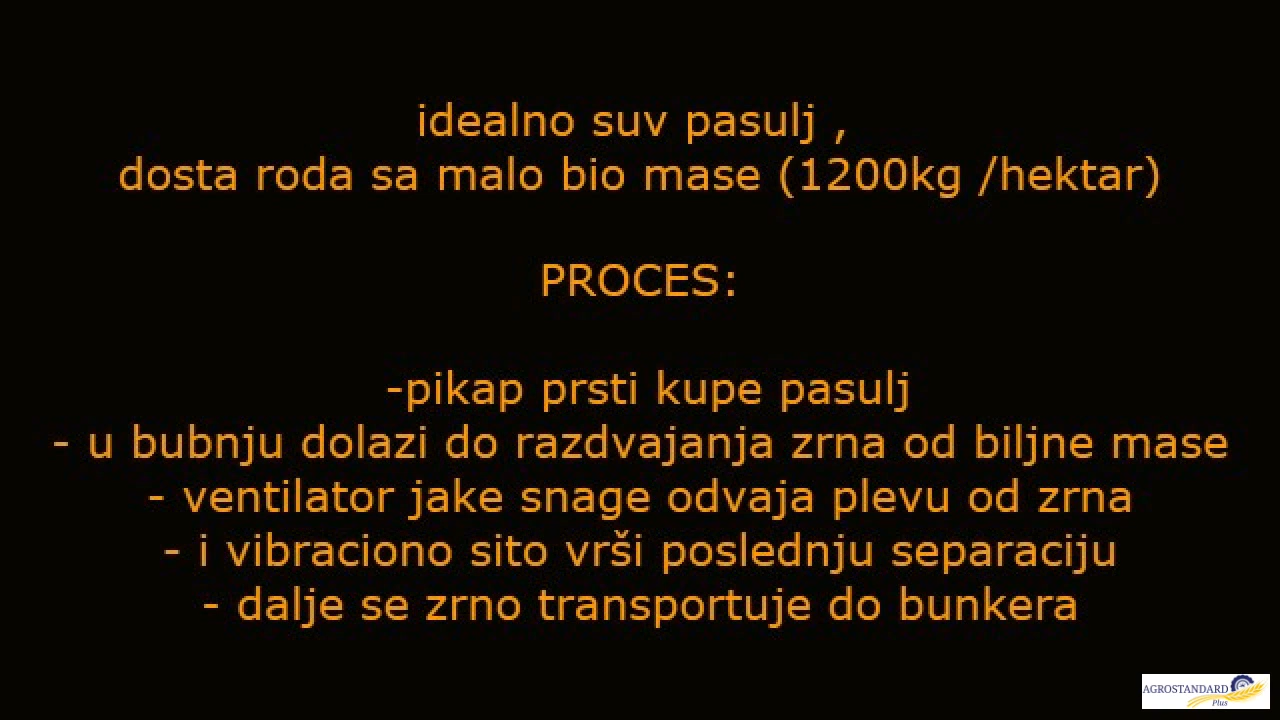 idealno suv pasulj ,
dosta roda sa malo bio mase (1200kg /hektar)
PROCES:
-pikap prsti kupe pasulj
- u bubnju dolazi do razdvajanja zrna od biljne mase
- ventilator jake snage odvaja plevu od zrna
- i vibraciono sito vrši poslednju separaciju
- dalje se zrno transportuje do bunkera
AGROSTANDARD
Plus